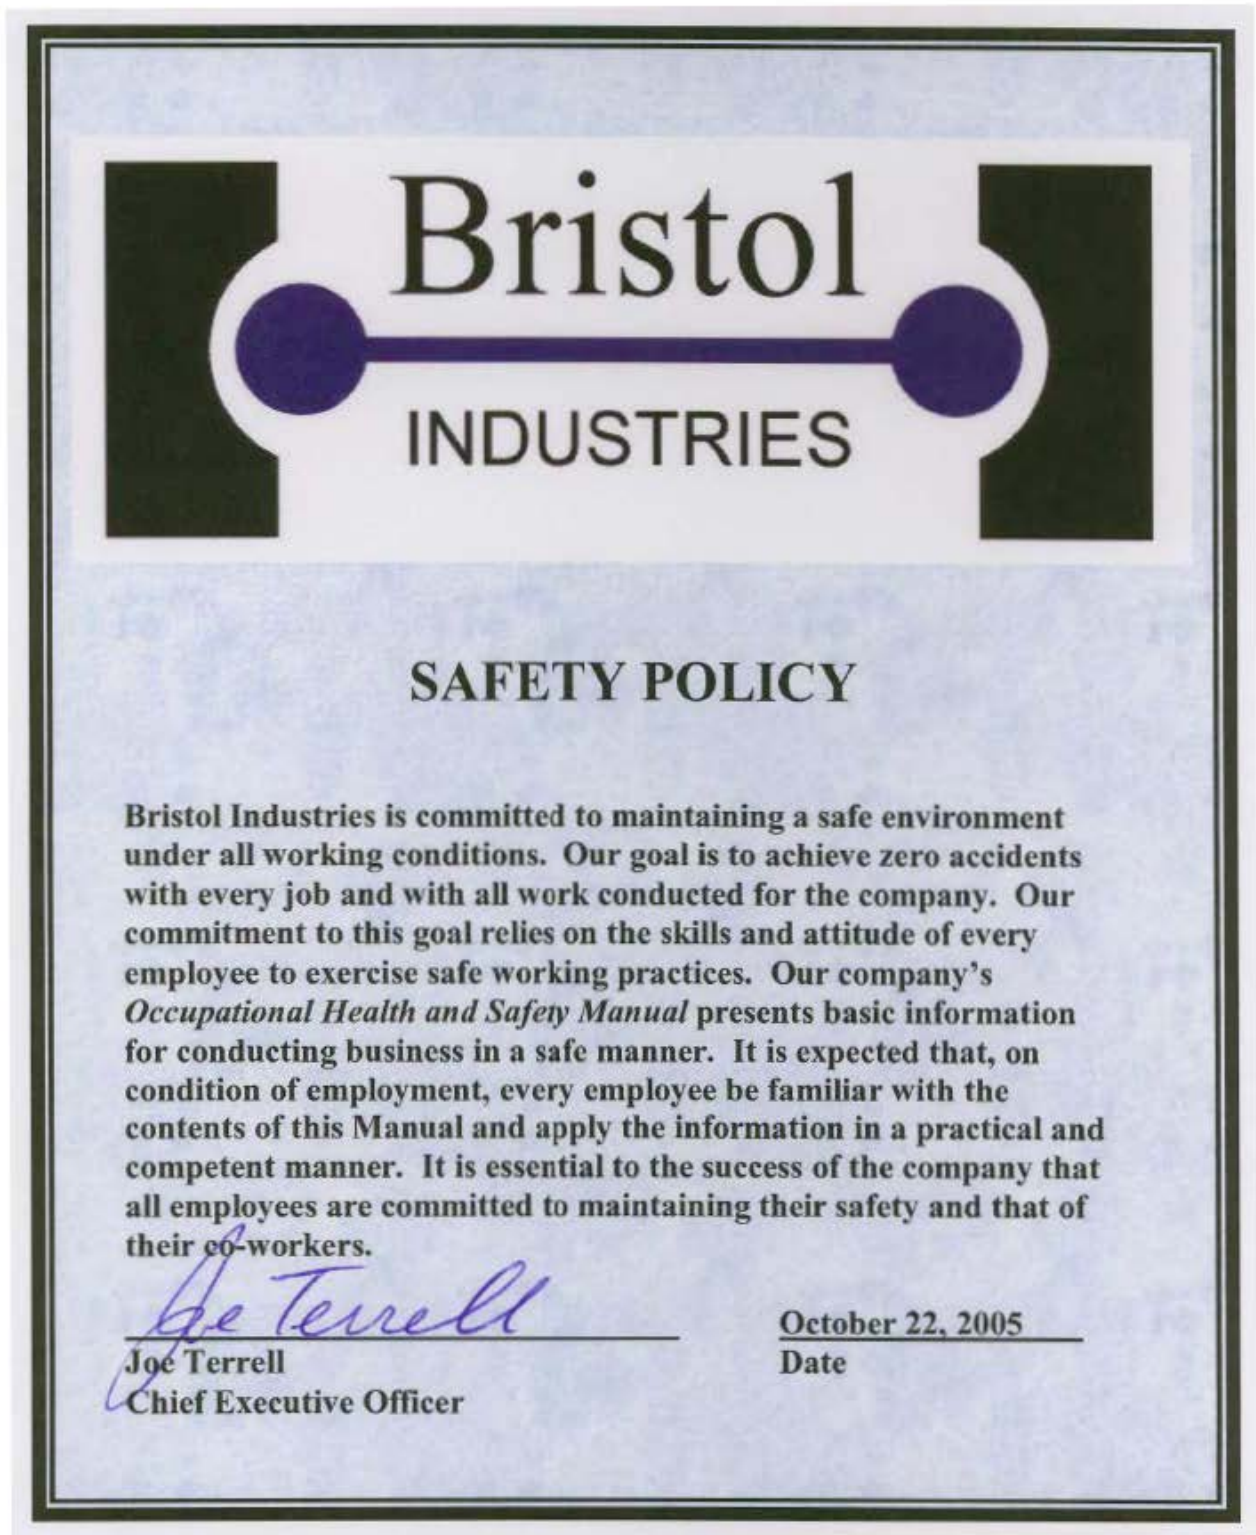 Bristol
INDUSTRIES
SAFETY POLICY
Bristol Industries is committed to maintaining a safe environment
under all working conditions. Our goal is to achieve zero accidents
with every job and with all work conducted for the company. Our
commitment to this goal relies on the skills and attitude of every
employee to exercise safe working practices. Our company's
Occupational Health and Safety Manual presents basic information
for conducting business in a safe manner. It is expected that, on
condition of employment, every employee be familiar with the
contents of this Manual and apply the information in a practical and
competent manner. It is essential to the success of the company that
all employees are committed to maintaining their safety and that of
their co-workers.
Joe Terrell
October 22, 2005
Joe Terrell
Date
Chief Executive Officer